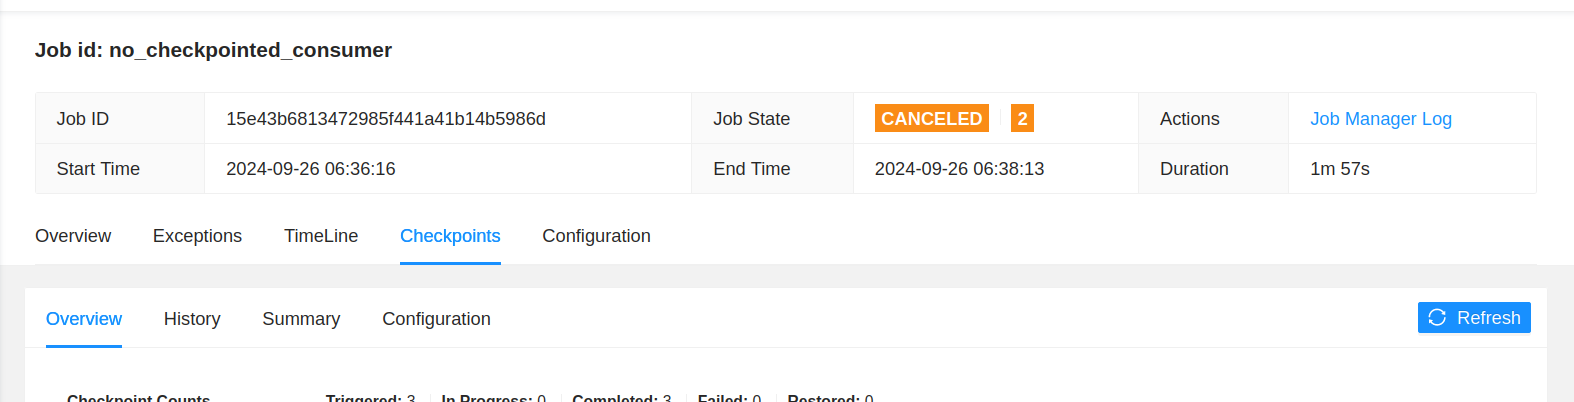 Job id: no_checkpointed_consumer
Job ID 15e43b6813472985f441a41b14b5986d Job State CANCELED 2 Actions Job Manager Log
Start Time 2024-09-26 06:36:16 End Time 2024-09-26 06:38:13 Duration 1m 57s
Overview Exceptions TimeLine Checkpoints Configuration
Overview History Summary Configuration Refresh
Checkpoint Counts Triggered: 3 In Progress: 0 Completed: 3 Failed: 0 Restored: 0